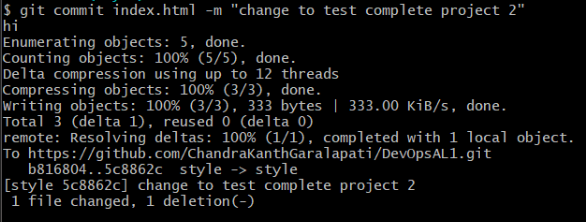 $ git commit index.html -m "change to test complete project 2"
hi
Enumerating objects: 5, done.
Counting objects: 100% (5/5), done.
Delta compression using up to 12 threads
Compressing objects: 100% (3/3), done.
Writing objects: 100% (3/3), 333 bytes | 333.00 KiB/s, done.
Total 3 (delta 1), reused 0 (delta 0)
remote: Resolving deltas: 100% (1/1), completed with 1 local object.
To https://github.com/ChandraKanthGaralapati/DevOpsAL1.git
   b816804..5c8862c  style -> style
[style 5c8862c] change to test complete project 2
 1 file changed, 1 deletion(-)